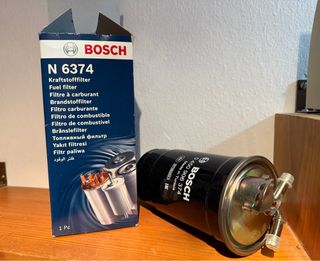 BOSCH
N 6374
Kraftstofffilter
Fuel filter
Filtre à carburant
Brandstoffilter
Filtro carburante
Filtro de combustible
Filtro de combustível
Bränslefilter
Топливный фильтр
Yakıt filtresi
Filtr paliwa
فلتر الوقود
1 Pc
BOSCH